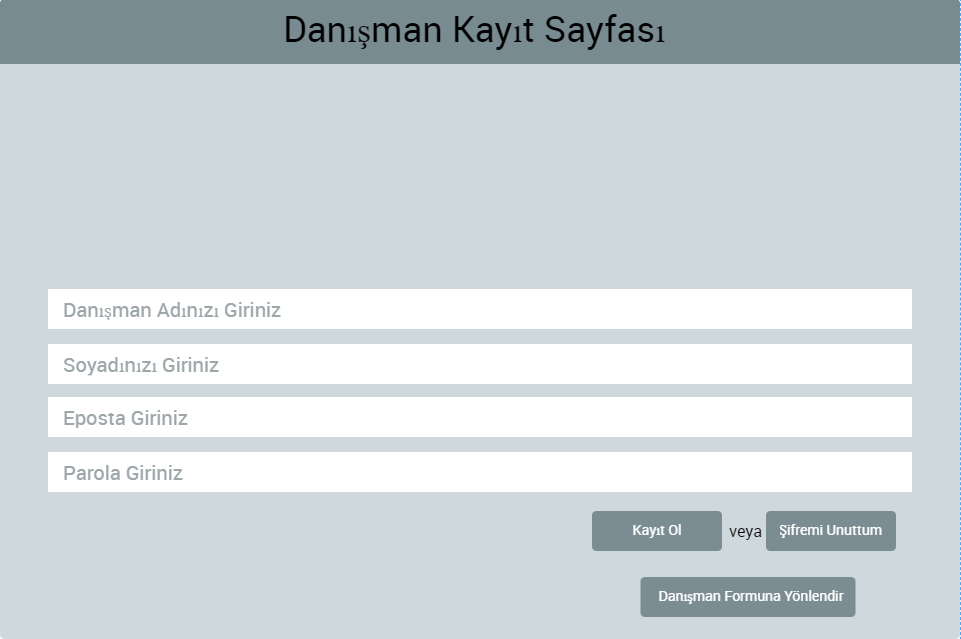 Danışman Kayıt Sayfası
Danışman Adınızı Giriniz
Soyadınızı Giriniz
Eposta Giriniz
Parola Giriniz
Kayıt Ol veya Şifremi Unuttum
Danışman Formuna Yönlendir